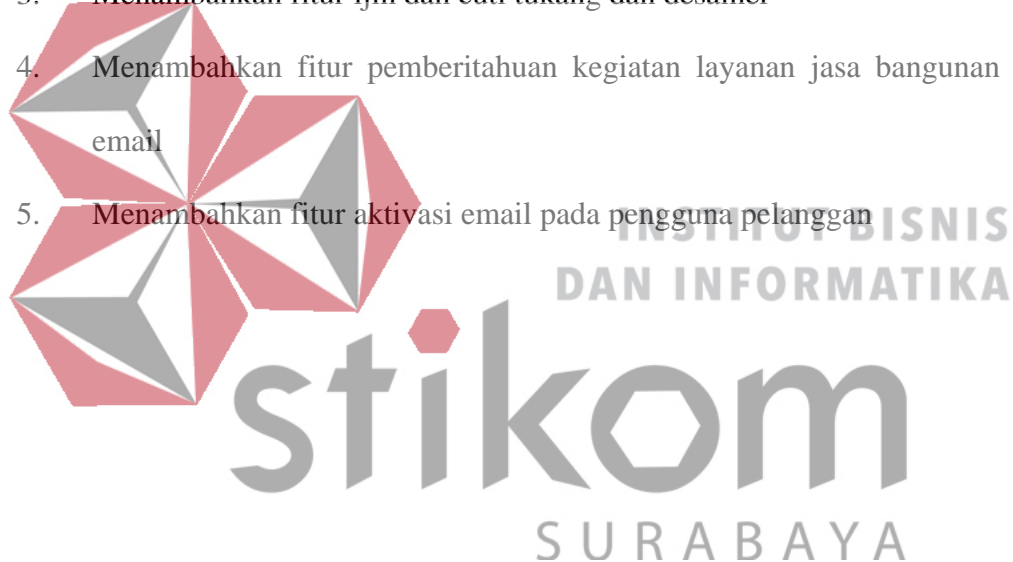 3. Menambahkan fitur ijin dan cuti tukang dan desainer
4. Menambahkan fitur pemberitahuan kegiatan layanan jasa bangunan
email
5. Menambahkan fitur aktivasi email pada pengguna pelanggan
INSTITUT BISNIS
DAN INFORMATIKA
stikom
SURABAYA